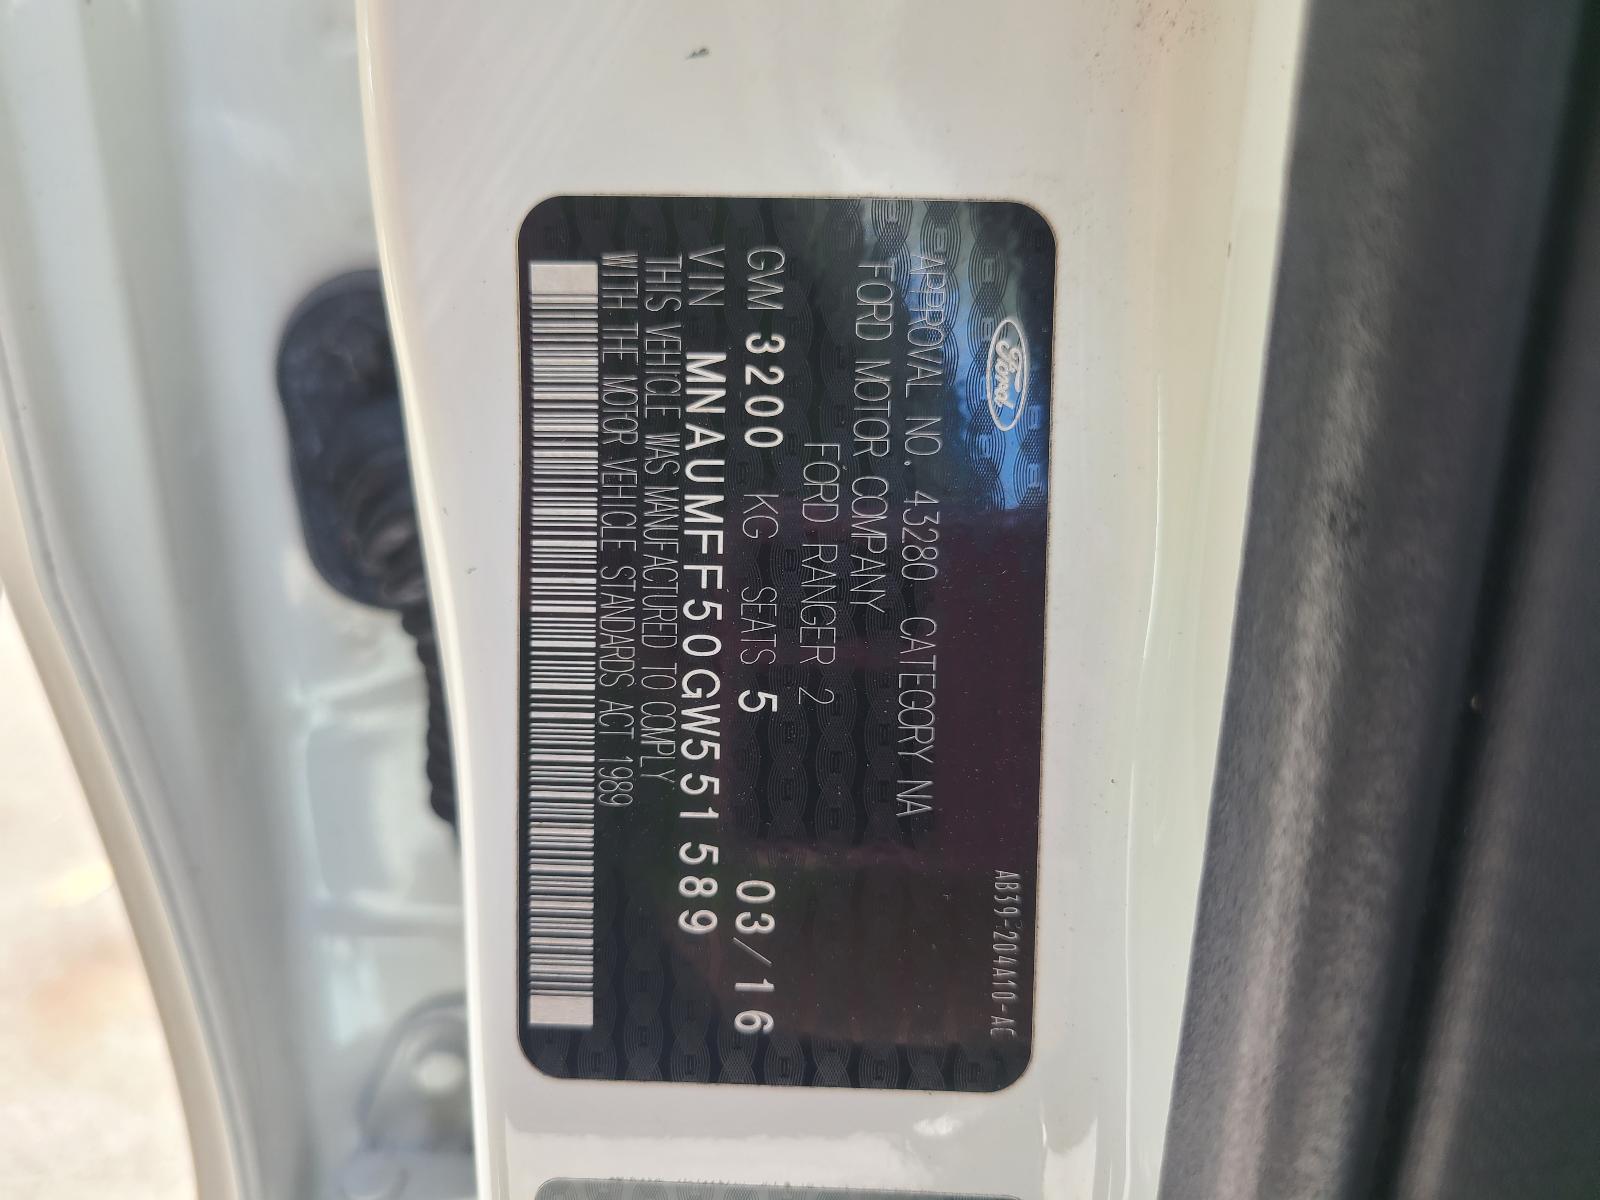 Ford
AB39-204A10-AC
APPROVAL NO. 43280 CATEGORY NA
FORD MOTOR COMPANY
FORD RANGER 2
GVM 3200 KG SEATS 5 03/16
VIN MNAUMFF50GW551589
THIS VEHICLE WAS MANUFACTURED TO COMPLY
WITH THE MOTOR VEHICLE STANDARDS ACT 1989